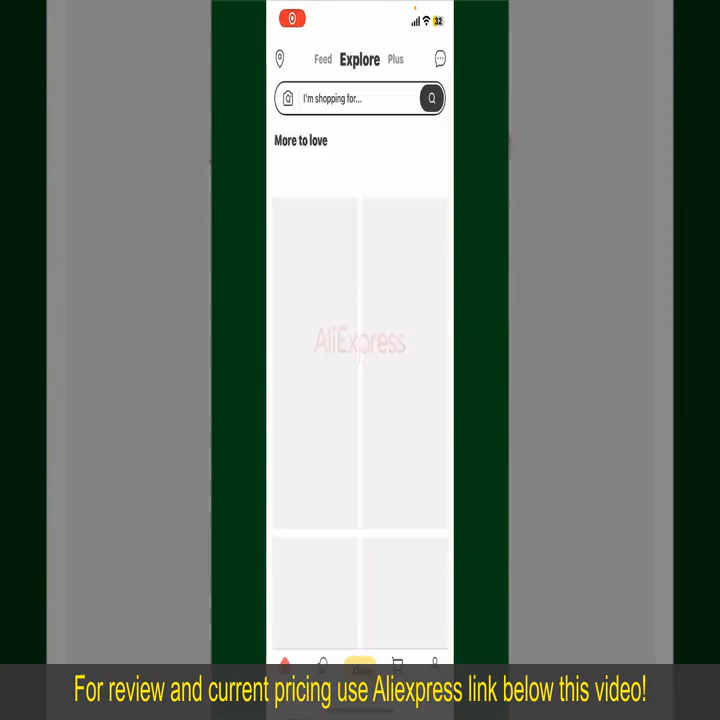 32
Feed Explore Plus
I'm shopping for...
More to love
AliExpress
For review and current pricing use Aliexpress link below this video!